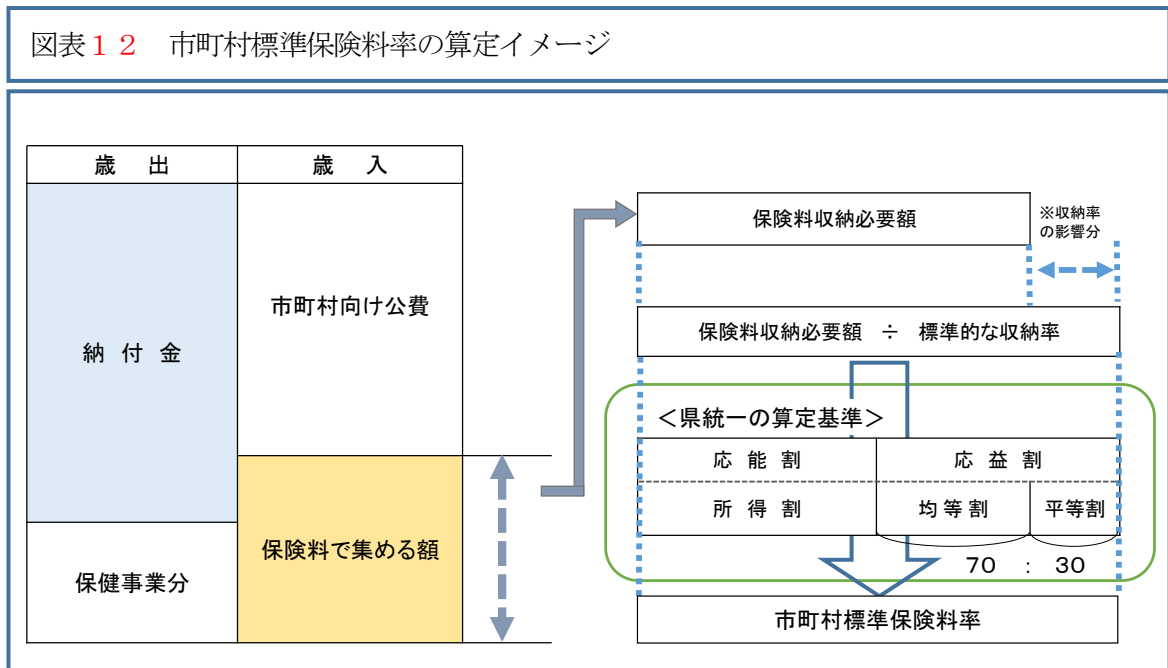 図表１２　市町村標準保険料率の算定イメージ
歳　出
歳　入
納　付　金
保健事業分
市町村向け公費
保険料で集める額
保険料収納必要額
※収納率
の影響分
保険料収納必要額　÷　標準的な収納率
＜県統一の算定基準＞
応　能　割
応　益　割
所　得　割
均 等 割
平等割
70　:　30
市町村標準保険料率